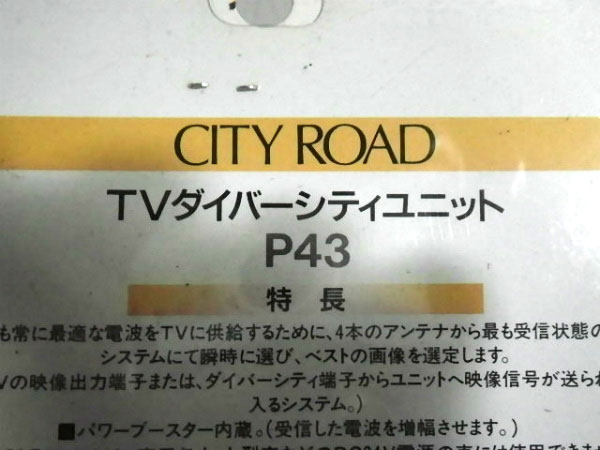 CITY ROAD
TVダイバーシティユニット
P43
特長
も常に最適な電波をTVに供給するために、4本のアンテナから最も受信状態の
システムにて瞬時に選び、ベストの画像を選定します。
Vの映像出力端子または、ダイバーシティ端子からユニットへ映像信号が送られ
入るシステム。)
■パワーブースター内蔵。(受信した電波を増幅させます。)